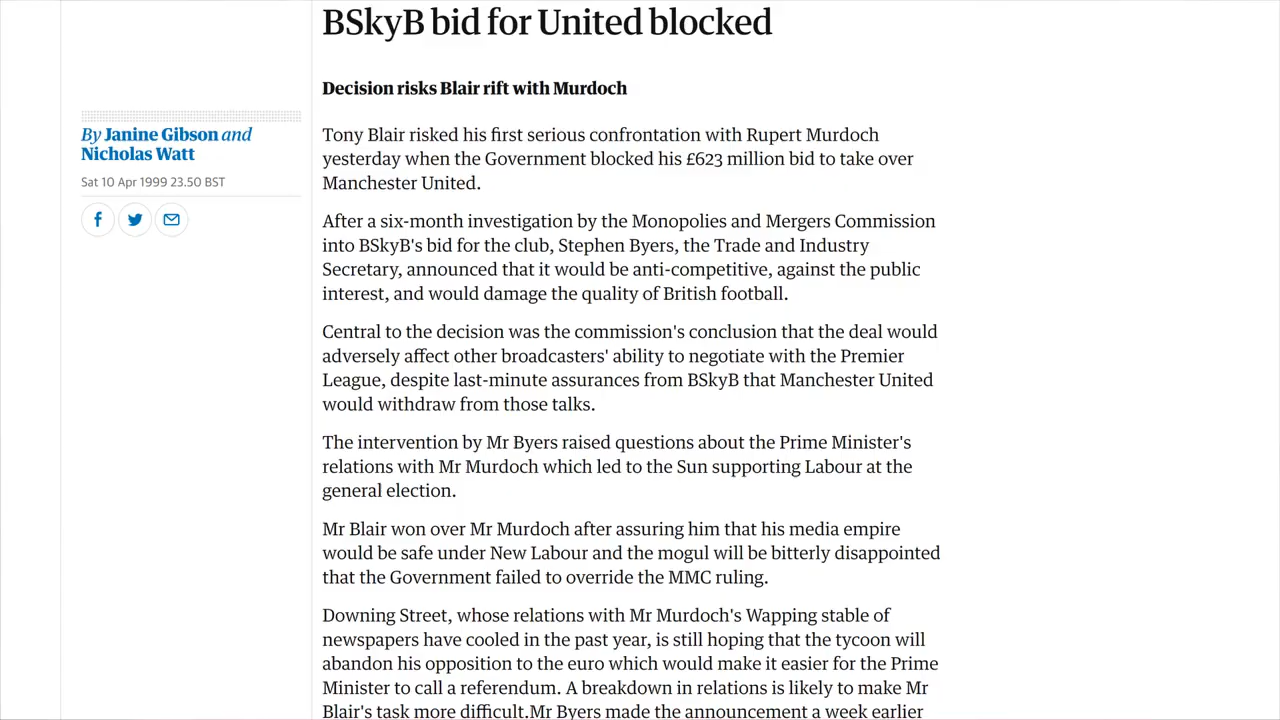 BSkyB bid for United blocked
Decision risks Blair rift with Murdoch
By Janine Gibson and
Nicholas Watt
Sat 10 Apr 1999 23.50 BST
Tony Blair risked his first serious confrontation with Rupert Murdoch
yesterday when the Government blocked his £623 million bid to take over
Manchester United.
After a six-month investigation by the Monopolies and Mergers Commission
into BSkyB's bid for the club, Stephen Byers, the Trade and Industry
Secretary, announced that it would be anti-competitive, against the public
interest, and would damage the quality of British football.
Central to the decision was the commission's conclusion that the deal would
adversely affect other broadcasters' ability to negotiate with the Premier
League, despite last-minute assurances from BSkyB that Manchester United
would withdraw from those talks.
The intervention by Mr Byers raised questions about the Prime Minister's
relations with Mr Murdoch which led to the Sun supporting Labour at the
general election.
Mr Blair won over Mr Murdoch after assuring him that his media empire
would be safe under New Labour and the mogul will be bitterly disappointed
that the Government failed to override the MMC ruling.
Downing Street, whose relations with Mr Murdoch's Wapping stable of
newspapers have cooled in the past year, is still hoping that the tycoon will
abandon his opposition to the euro which would make it easier for the Prime
Minister to call a referendum. A breakdown in relations is likely to make Mr
Blair's task more difficult.Mr Byers made the announcement a week earlier